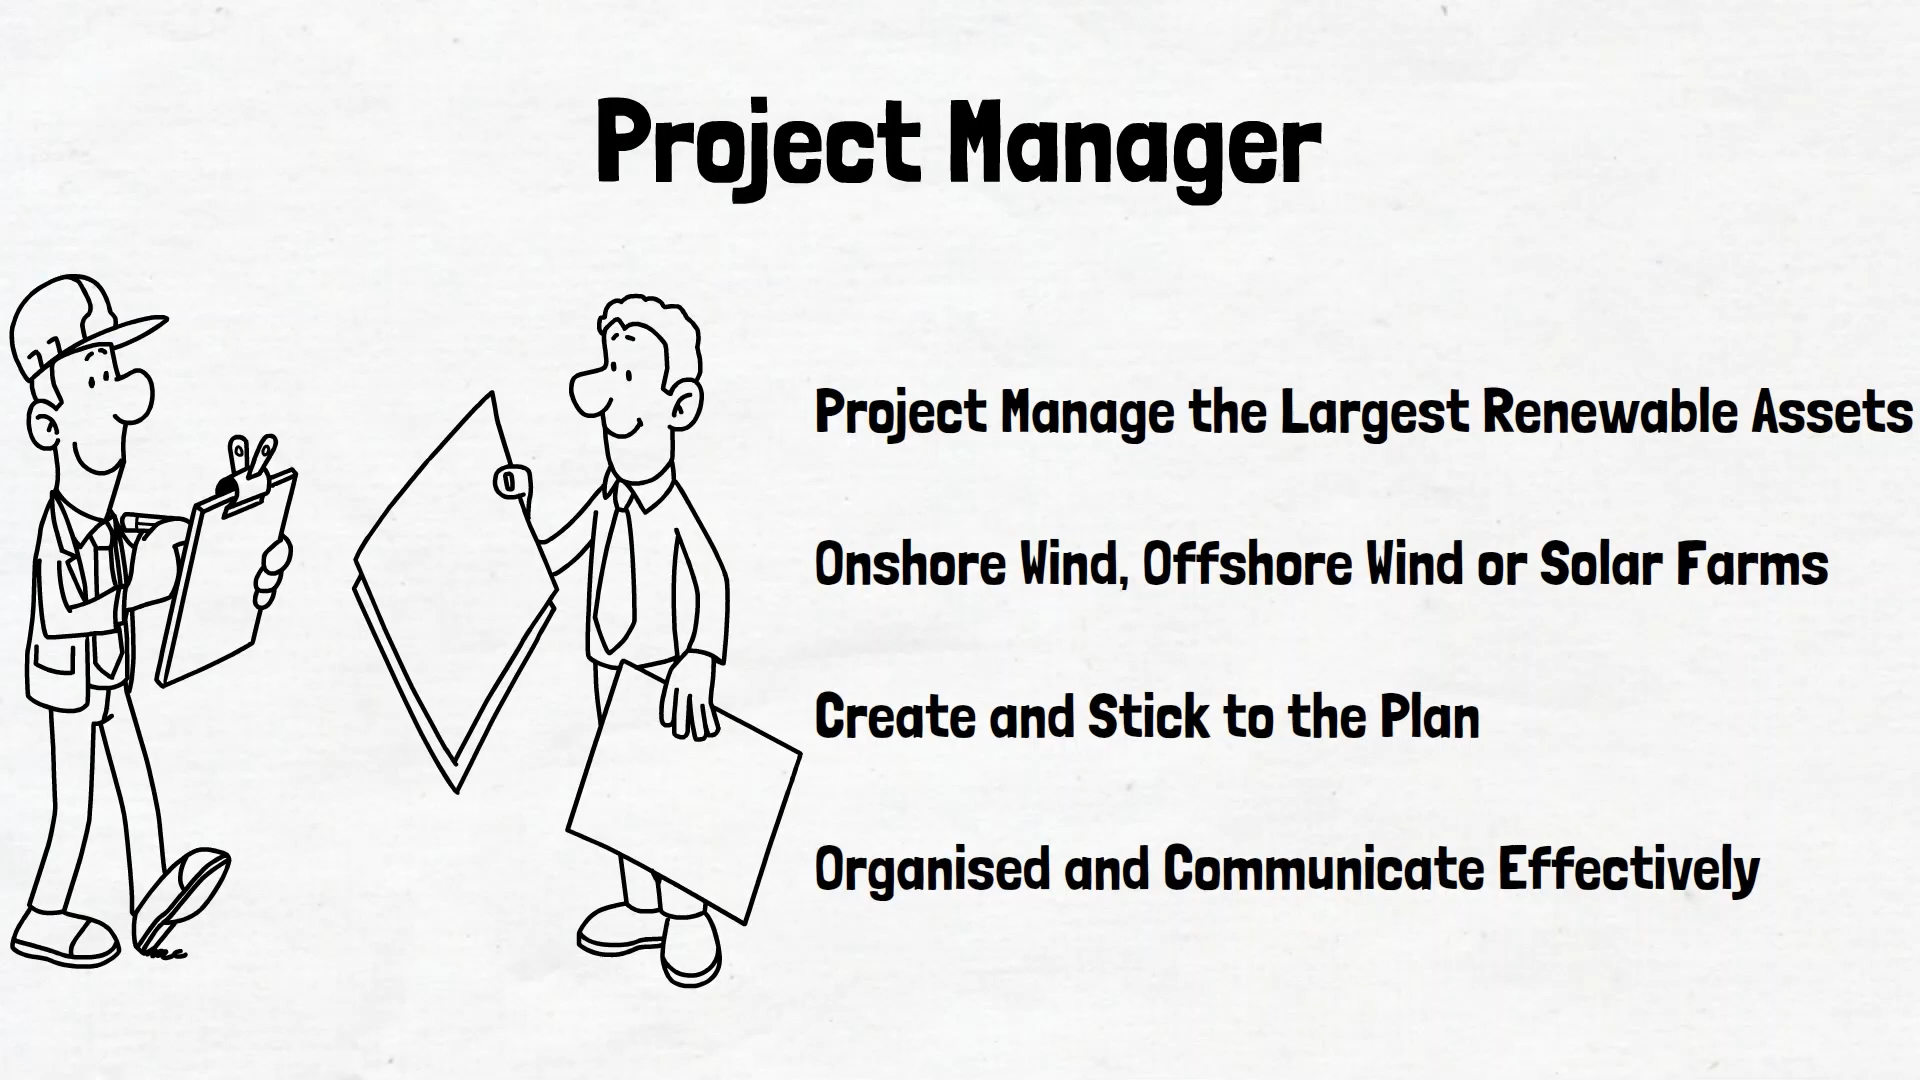 Project Manager
Project Manage the Largest Renewable Assets
Onshore Wind, Offshore Wind or Solar Farms
Create and Stick to the Plan
Organised and Communicate Effectively